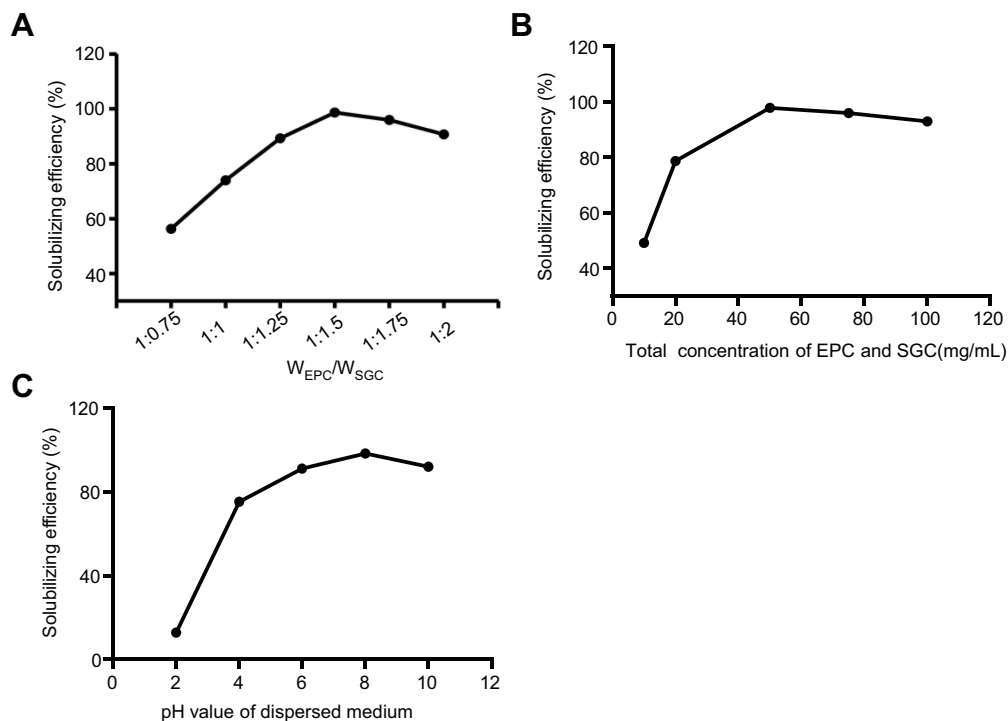 A
Solubilizing efficiency (%)
120
100
80
60
40
1:0.75
1:1
1:1.25
1:1.5
1:1.75
1:2
W_EPC/W_SGC
B
Solubilizing efficiency (%)
120
100
80
60
40
0 20 40 60 80 100 120
Total concentration of EPC and SGC(mg/mL)
C
Solubilizing efficiency (%)
120
80
40
0
0 2 4 6 8 10 12
pH value of dispersed medium